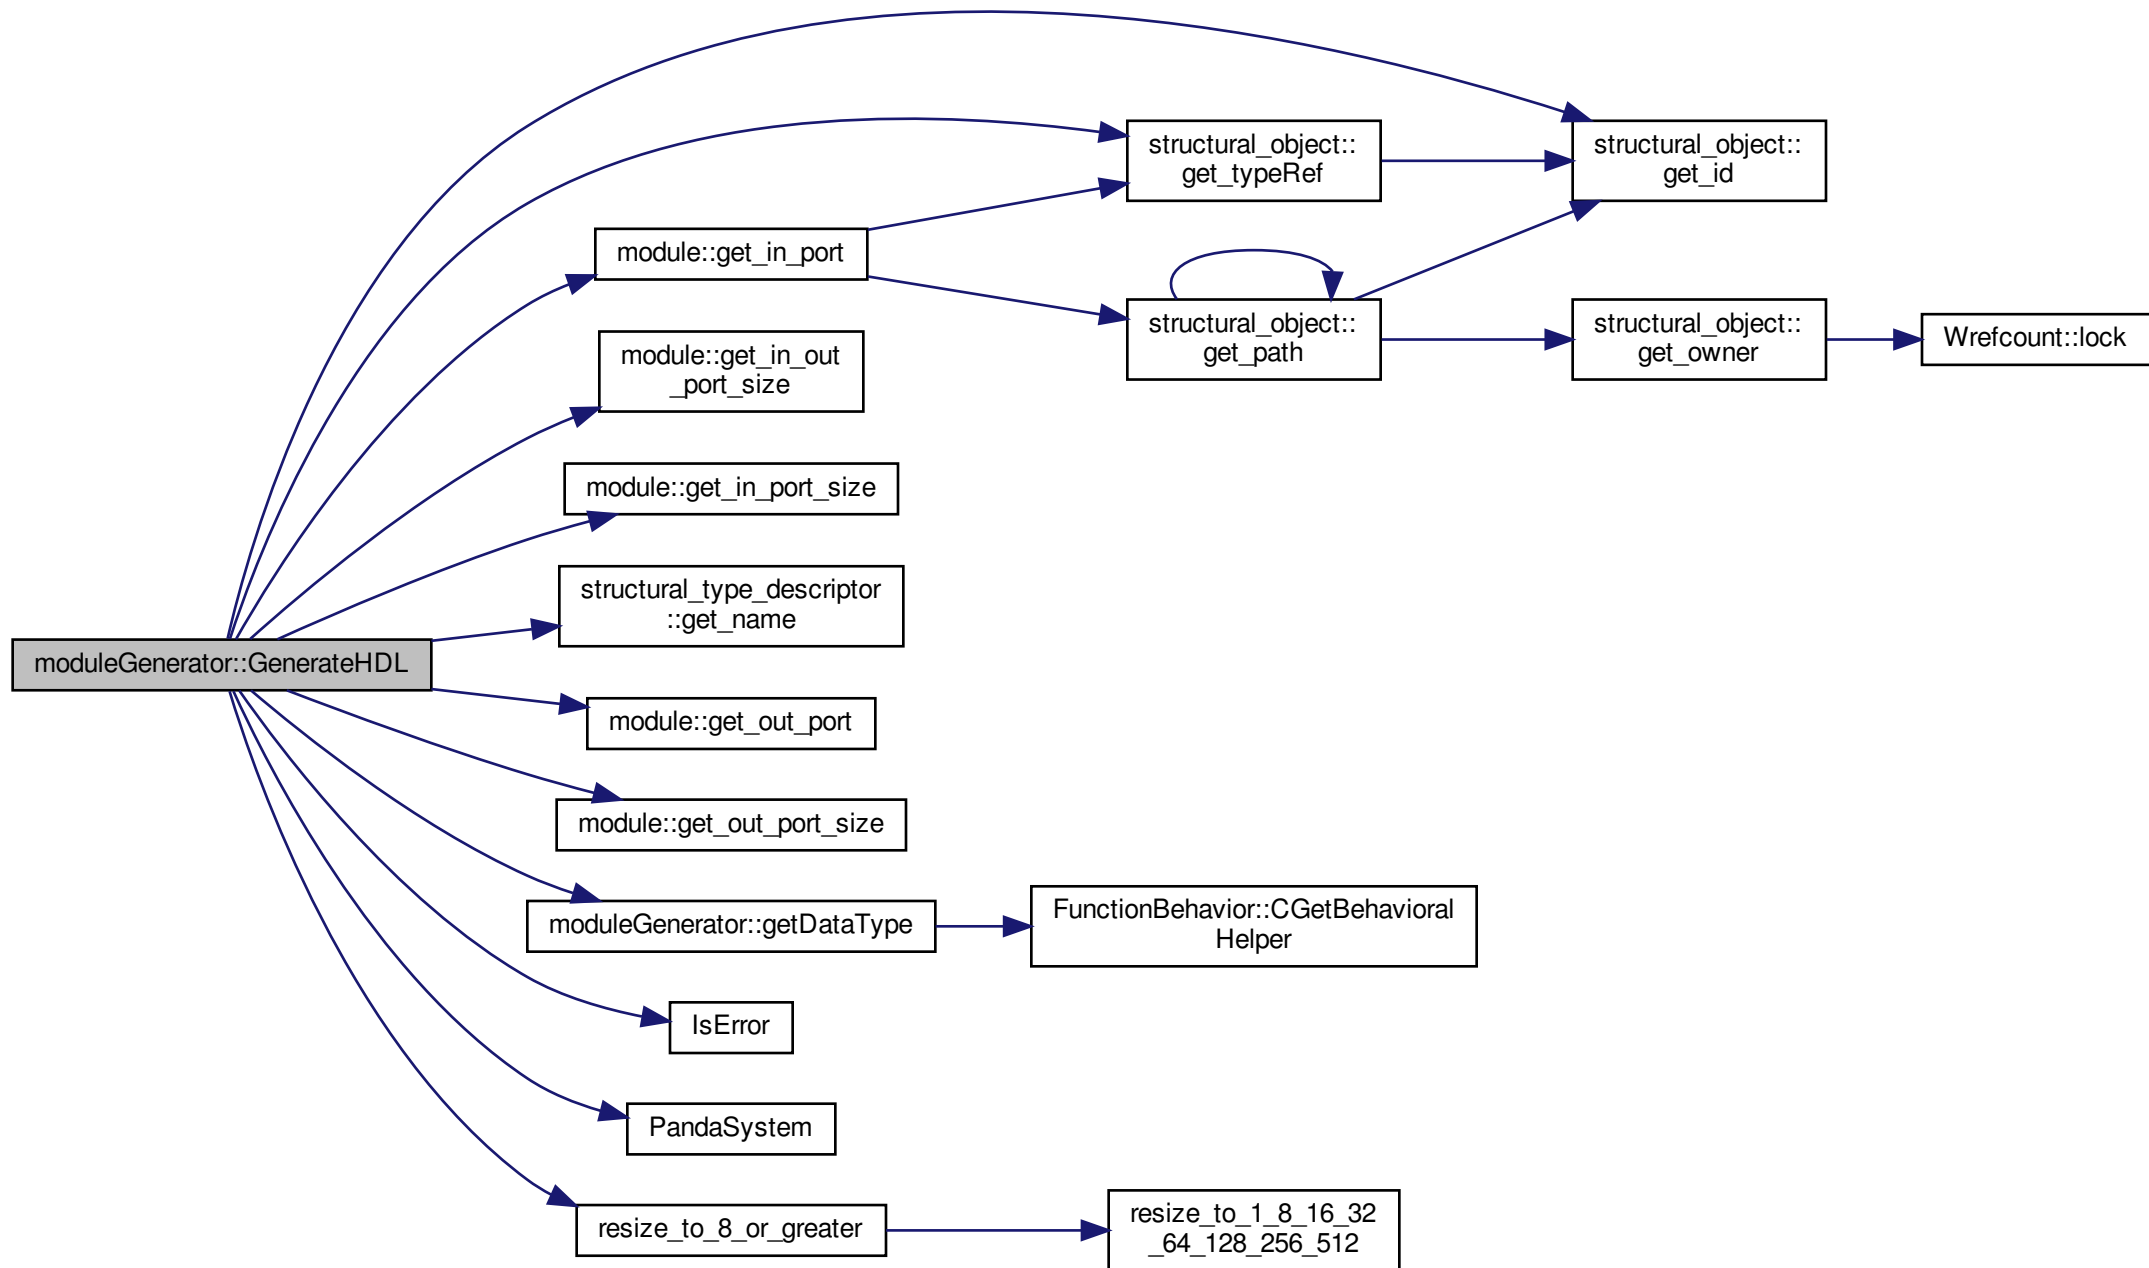 structural_object::
get_typeRef
structural_object::
get_id
module::get_in_port
structural_object::
get_path
structural_object::
get_owner
Wrefcount::lock
module::get_in_out
_port_size
module::get_in_port_size
structural_type_descriptor
::get_name
moduleGenerator::GenerateHDL
module::get_out_port
module::get_out_port_size
moduleGenerator::getDataType
FunctionBehavior::CGetBehavioral
Helper
IsError
PandaSystem
resize_to_8_or_greater
resize_to_1_8_16_32
_64_128_256_512